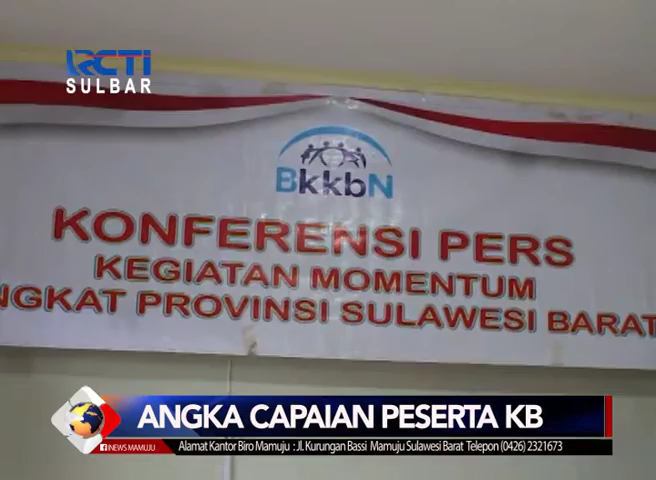 RCTI
SULBAR
BkkbN
KONFERENSI PERS
KEGIATAN MOMENTUM
NGKAT PROVINSI SULAWESI BARAT
ANGKA CAPAIAN PESERTA KB
INEWS MAMUJU
Alamat Kantor Biro Mamuju : Jl. Kurungan Bassi Mamuju Sulawesi Barat Telepon (0426) 2321673